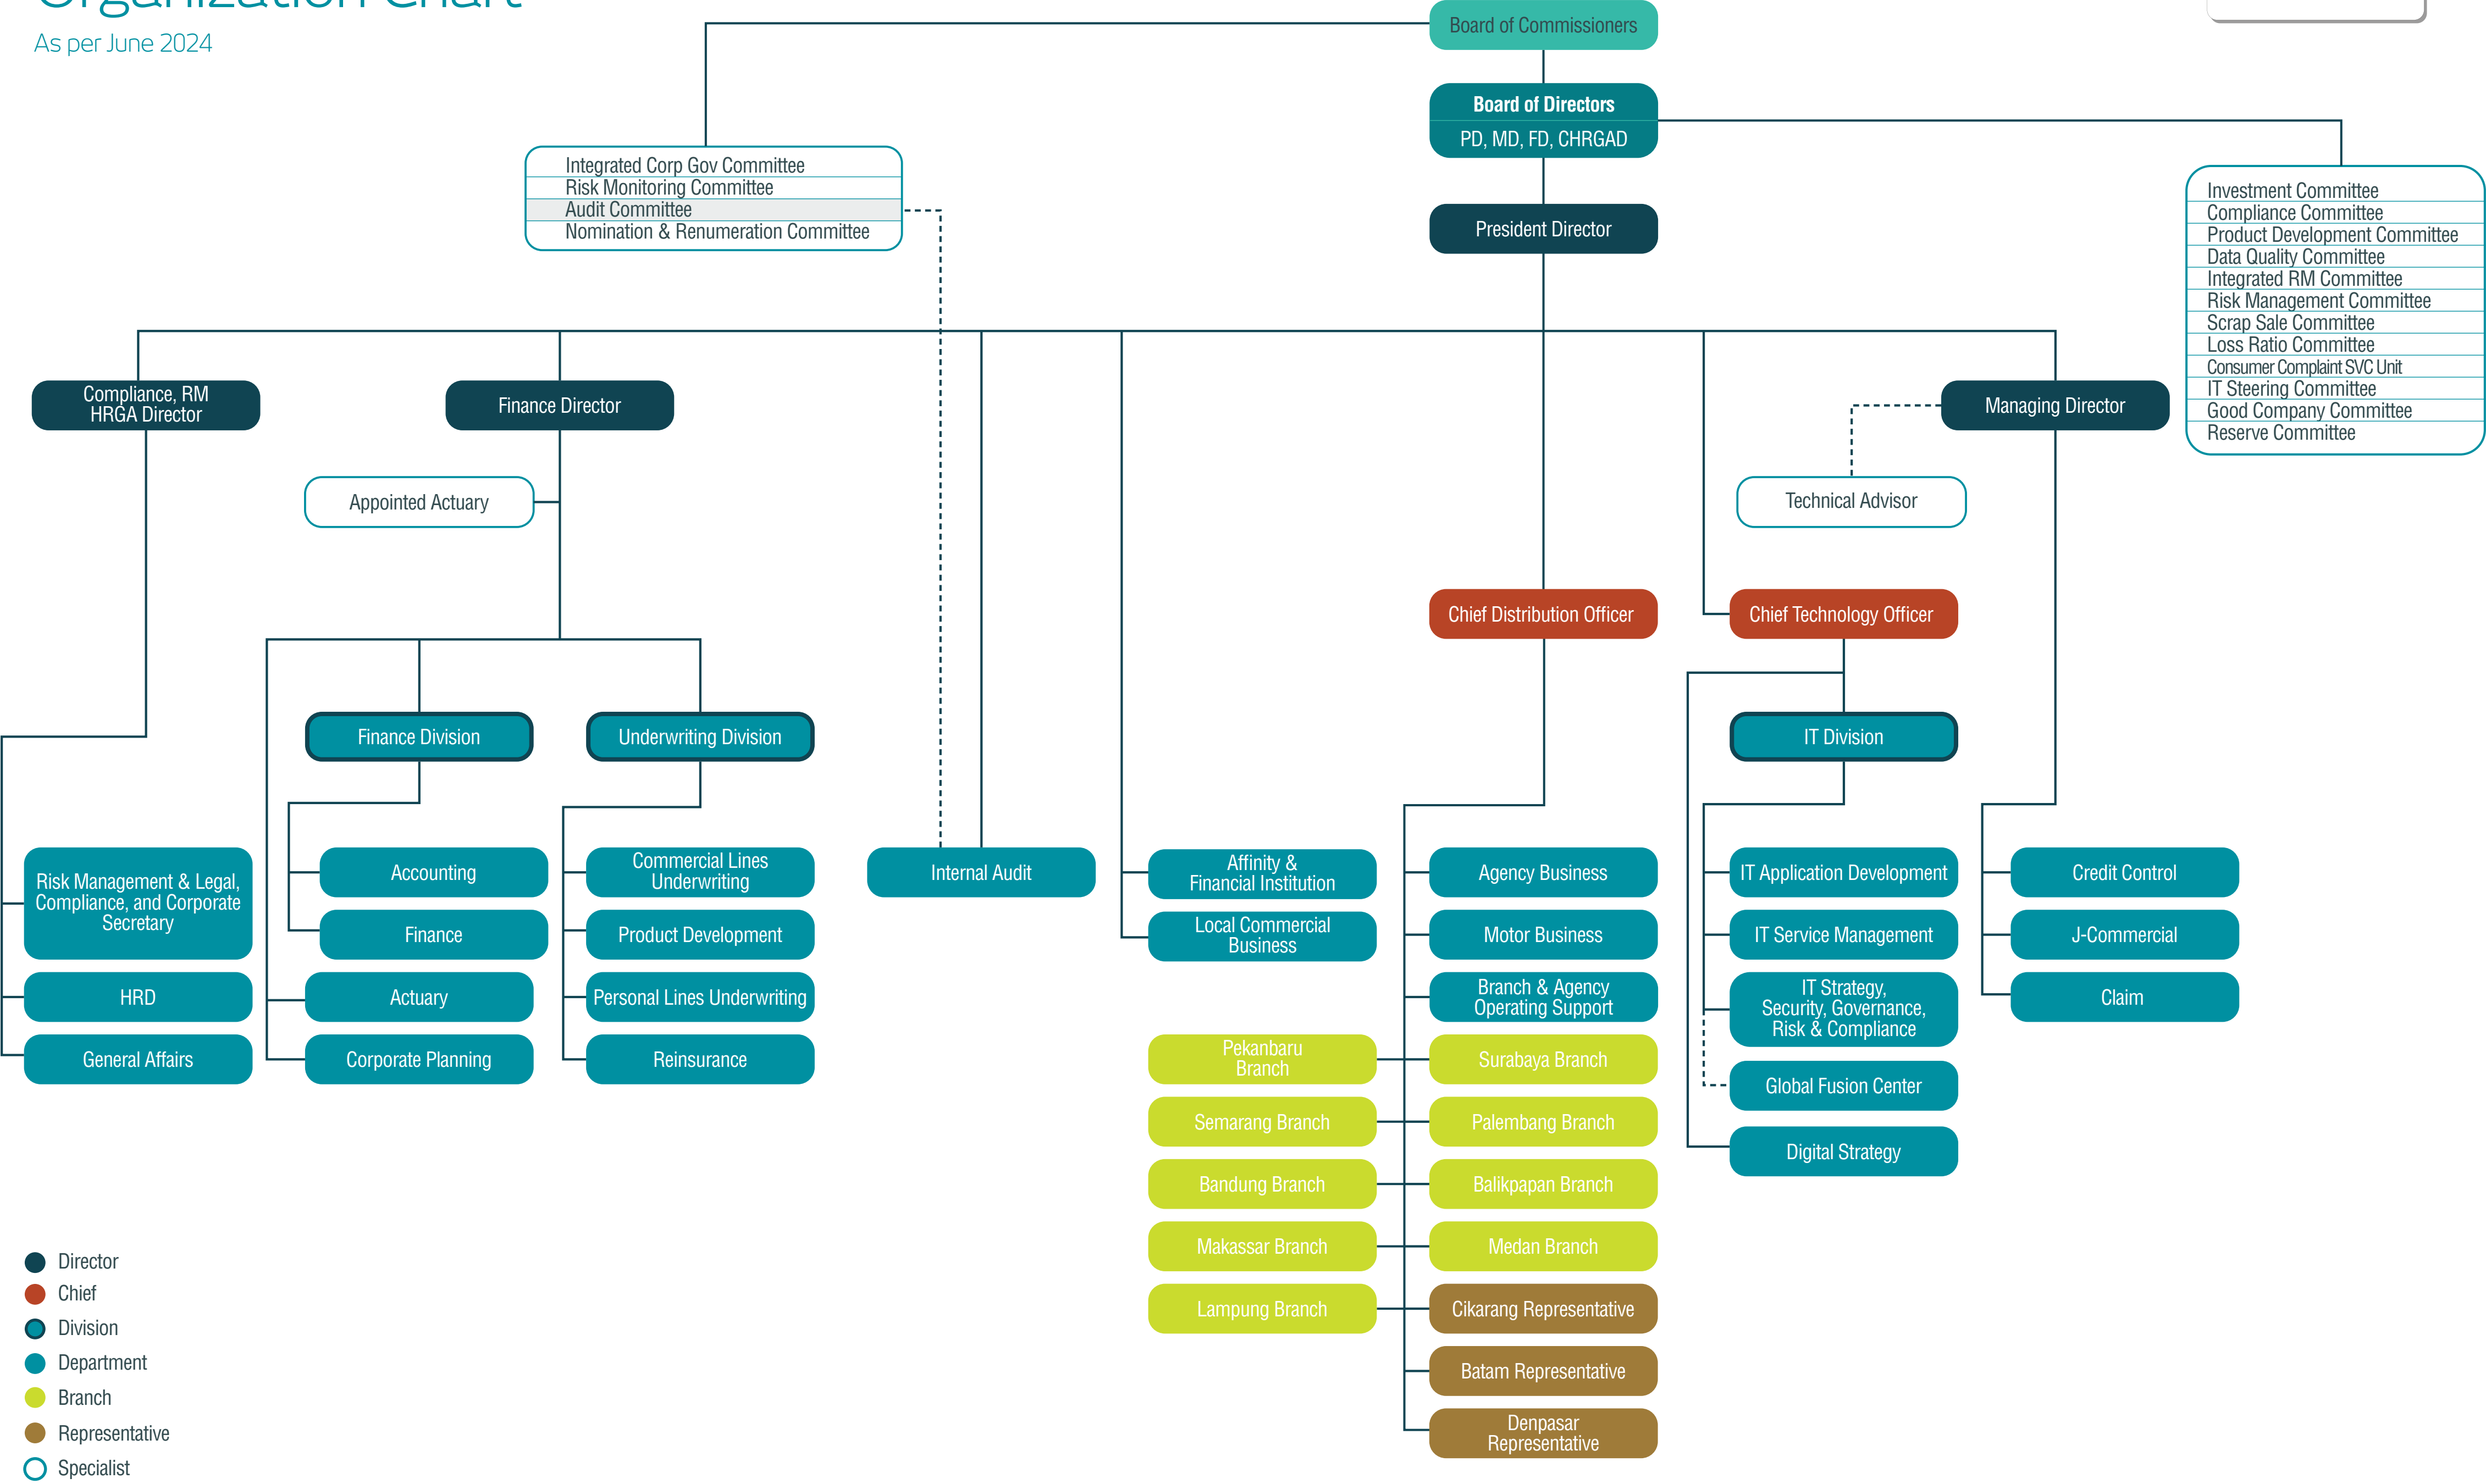 Organization Chart
As per June 2024
Board of Commissioners
Board of Directors
PD, MD, FD, CHRGAD
Integrated Corp Gov Committee
Risk Monitoring Committee
Audit Committee
Nomination & Renumeration Committee
President Director
Investment Committee
Compliance Committee
Product Development Committee
Data Quality Committee
Integrated RM Committee
Risk Management Committee
Scrap Sale Committee
Loss Ratio Committee
Consumer Complaint SVC Unit
IT Steering Committee
Good Company Committee
Reserve Committee
Compliance, RM
HRGA Director
Finance Director
Managing Director
Appointed Actuary
Technical Advisor
Chief Distribution Officer
Chief Technology Officer
Finance Division
Underwriting Division
IT Division
Risk Management & Legal,
Compliance, and Corporate
Secretary
HRD
General Affairs
Accounting
Finance
Actuary
Corporate Planning
Commercial Lines
Underwriting
Product Development
Personal Lines Underwriting
Reinsurance
Internal Audit
Affinity &
Financial Institution
Local Commercial
Business
Pekanbaru
Branch
Semarang Branch
Bandung Branch
Makassar Branch
Lampung Branch
Agency Business
Motor Business
Branch & Agency
Operating Support
Surabaya Branch
Palembang Branch
Balikpapan Branch
Medan Branch
Cikarang Representative
Batam Representative
Denpasar
Representative
IT Application Development
IT Service Management
IT Strategy,
Security, Governance,
Risk & Compliance
Global Fusion Center
Digital Strategy
Credit Control
J-Commercial
Claim
Director
Chief
Division
Department
Branch
Representative
Specialist